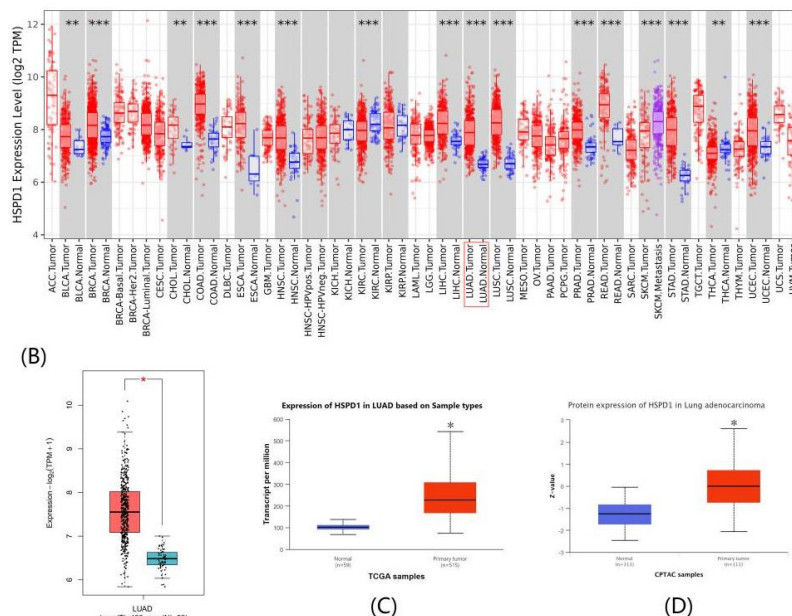 ** *** ** *** *** *** *** *** *** *** *** *** *** *** ** ***
HSPD1 Expression Level (log2 TPM)
12
10
8
6
4
ACC.Tumor
BLCA.Tumor
BLCA.Normal
BRCA.Tumor
BRCA.Normal
BRCA-Basal.Tumor
BRCA-Her2.Tumor
BRCA-Luminal.Tumor
CESC.Tumor
CHOL.Tumor
CHOL.Normal
COAD.Tumor
COAD.Normal
DLBC.Tumor
ESCA.Tumor
ESCA.Normal
GBM.Tumor
HNSC.Tumor
HNSC.Normal
HNSC-HPVpos.Tumor
HNSC-HPVneg.Tumor
KICH.Tumor
KICH.Normal
KIRC.Tumor
KIRC.Normal
KIRP.Tumor
KIRP.Normal
LAML.Tumor
LGG.Tumor
LIHC.Tumor
LIHC.Normal
LUAD.Tumor
LUAD.Normal
LUSC.Tumor
LUSC.Normal
MESO.Tumor
OV.Tumor
PAAD.Tumor
PCPG.Tumor
PRAD.Tumor
PRAD.Normal
READ.Tumor
READ.Normal
SARC.Tumor
SKCM.Tumor
SKCM.Metastasis
STAD.Tumor
STAD.Normal
TGCT.Tumor
THCA.Tumor
THCA.Normal
THYM.Tumor
UCEC.Tumor
UCEC.Normal
UCS.Tumor
(B)
Expression − log2(TPM+1)
10
9
8
7
6
*
LUAD
Expression of HSPD1 in LUAD based on Sample types
Transcript per million
600
500
400
300
200
100
0
*
Normal
(n=59)
Primary tumor
(n=515)
TCGA samples
(C)
Protein expression of HSPD1 in Lung adenocarcinoma
Z-value
3
2
1
0
-1
-2
-3
*
Normal
(n=111)
Primary tumor
CPTAC samples
(D)